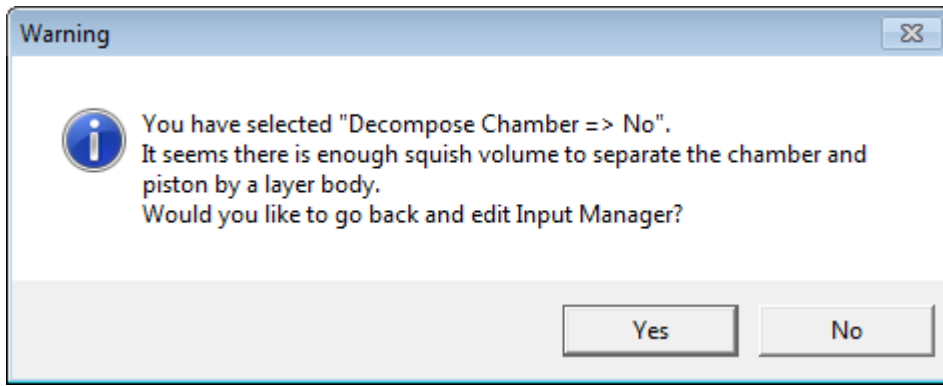 Warning
You have selected "Decompose Chamber => No".
It seems there is enough squish volume to separate the chamber and
piston by a layer body.
Would you like to go back and edit Input Manager?
Yes No